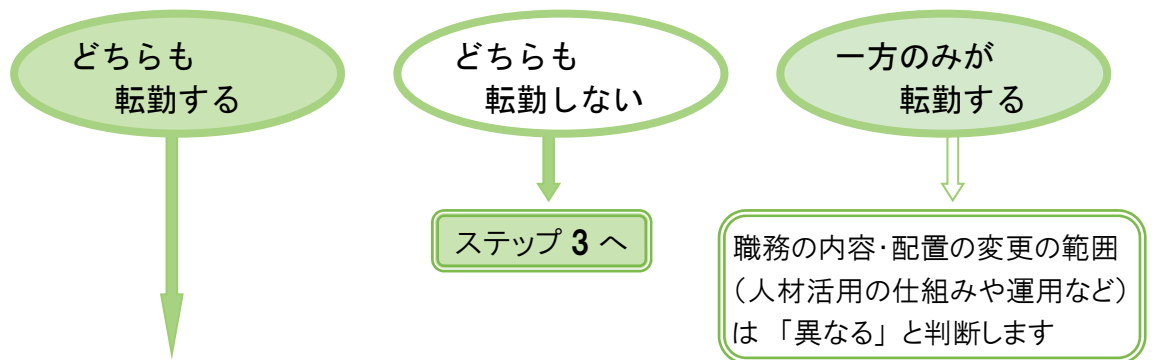 どちらも
転勤する
どちらも
転勤しない
一方のみが
転勤する
ステップ 3 へ
職務の内容・配置の変更の範囲
（人材活用の仕組みや運用など）
は 「異なる」 と判断します